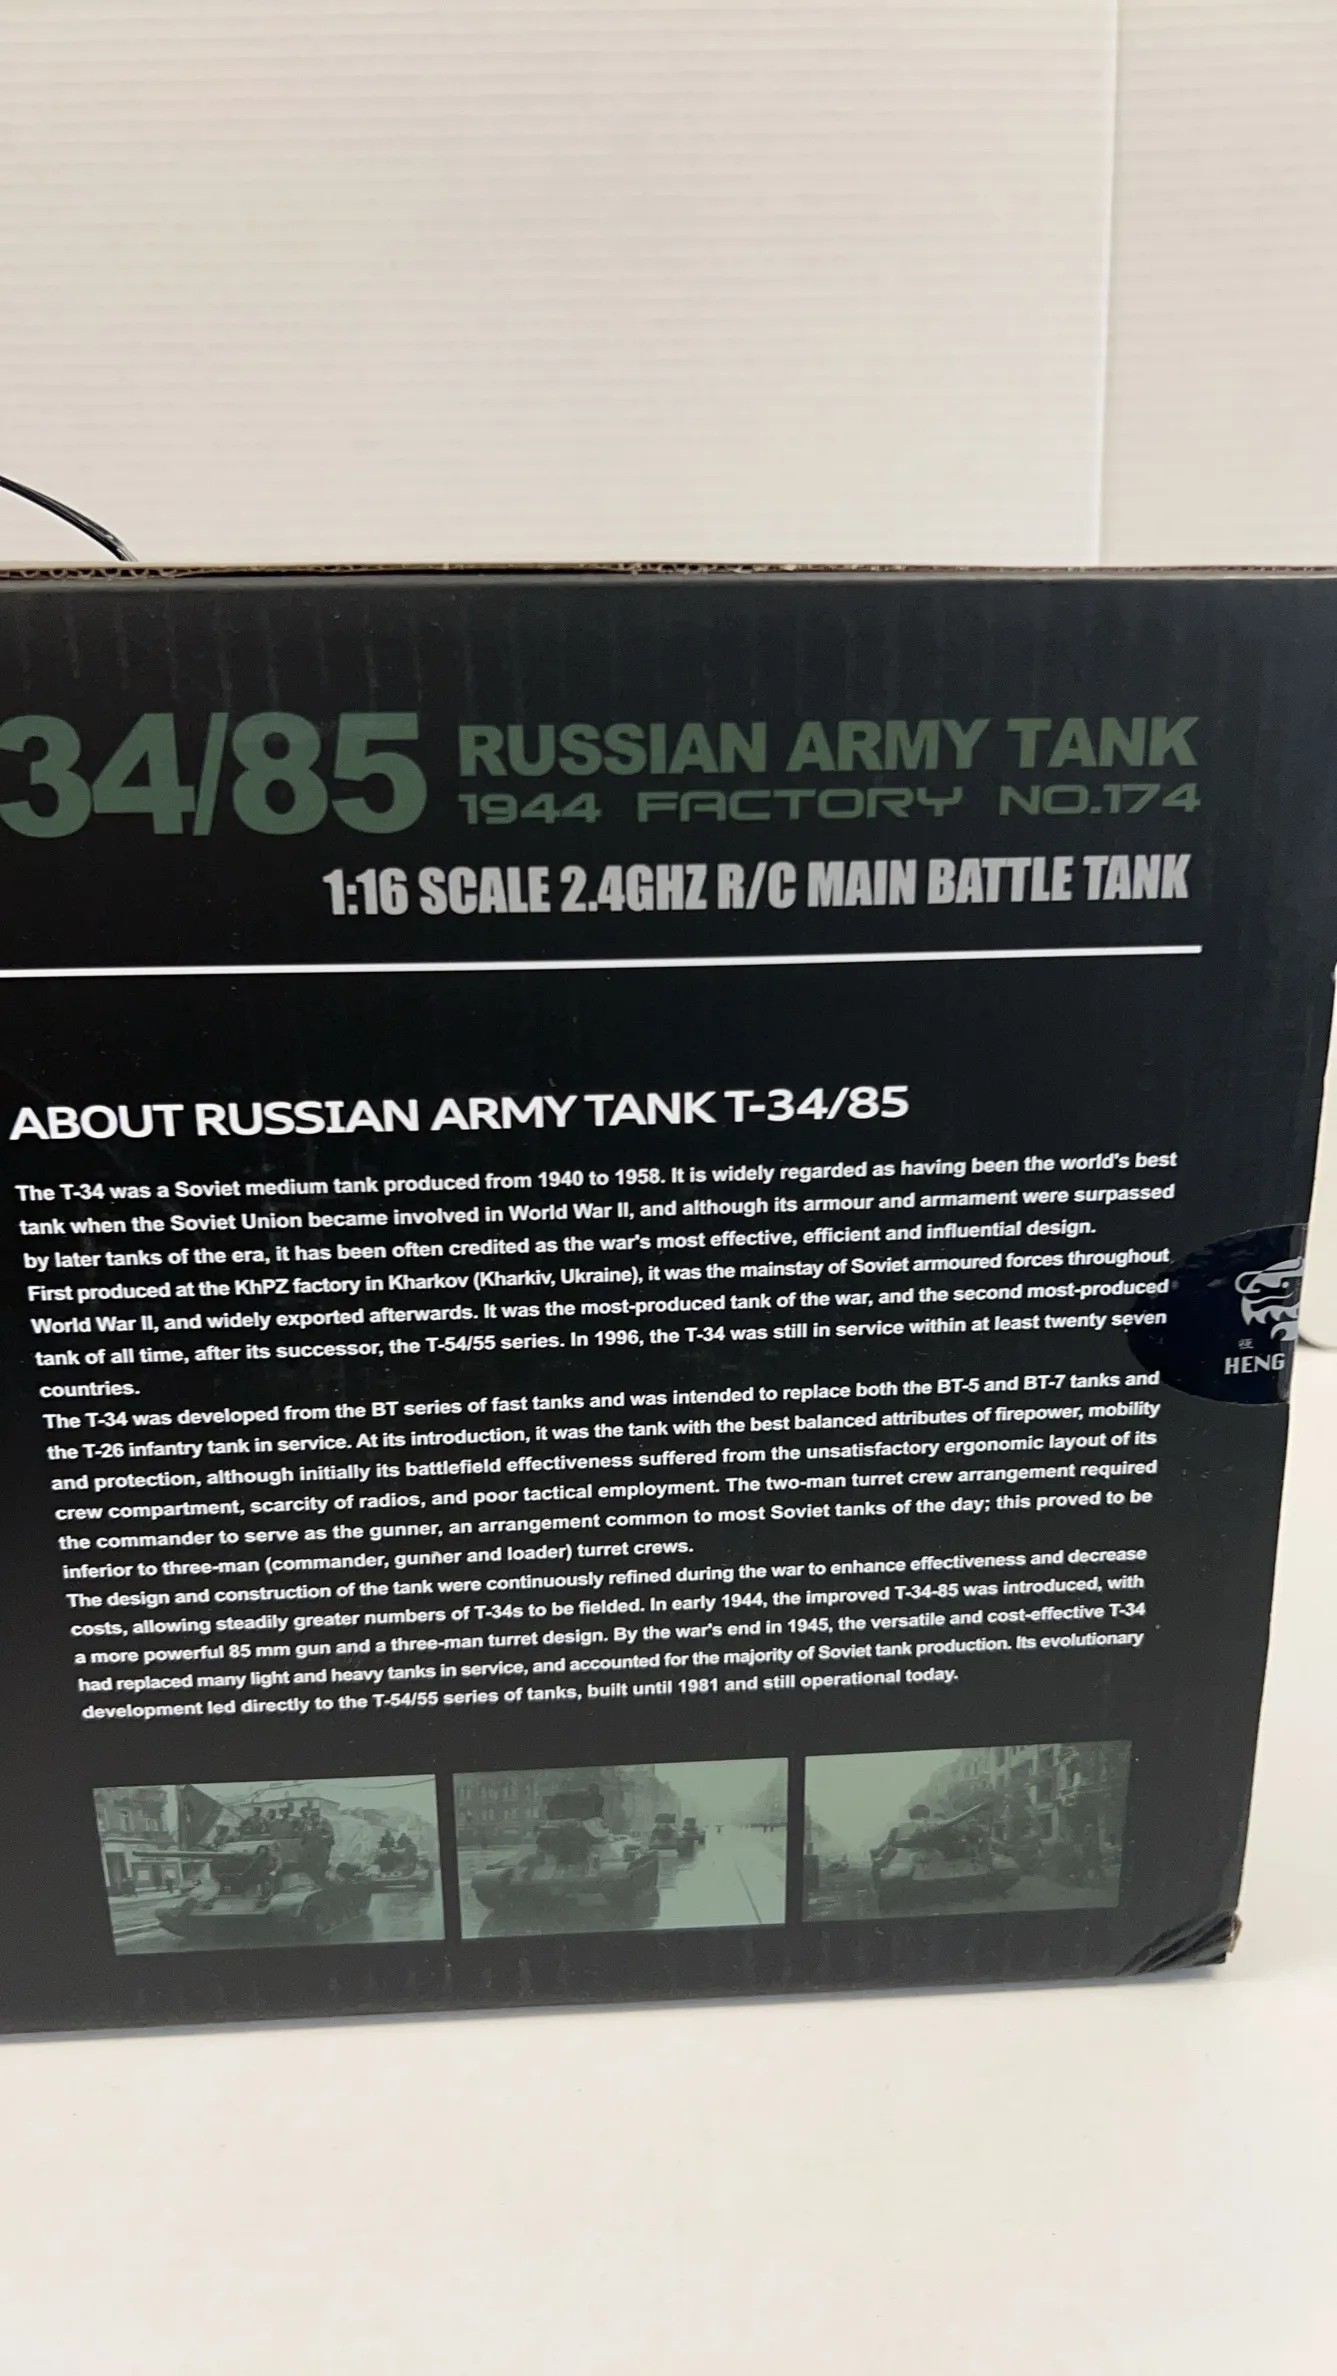 34/85
RUSSIAN ARMY TANK
1944 FACTORY NO.174
1:16 SCALE 2.4GHZ R/C MAIN BATTLE TANK
ABOUT RUSSIAN ARMY TANK T-34/85
The T-34 was a Soviet medium tank produced from 1940 to 1958. It is widely regarded as having been the world's best
tank when the Soviet Union became involved in World War II, and although its armour and armament were surpassed
by later tanks of the era, it has been often credited as the war's most effective, efficient and influential design.
First produced at the KhPZ factory in Kharkov (Kharkiv, Ukraine), it was the mainstay of Soviet armoured forces throughout
World War II, and widely exported afterwards. It was the most-produced tank of the war, and the second most-produced
tank of all time, after its successor, the T-54/55 series. In 1996, the T-34 was still in service within at least twenty seven
countries.
The T-34 was developed from the BT series of fast tanks and was intended to replace both the BT-5 and BT-7 tanks and
the T-26 infantry tank in service. At its introduction, it was the tank with the best balanced attributes of firepower, mobility
and protection, although initially its battlefield effectiveness suffered from the unsatisfactory ergonomic layout of its
crew compartment, scarcity of radios, and poor tactical employment. The two-man turret crew arrangement required
the commander to serve as the gunner, an arrangement common to most Soviet tanks of the day; this proved to be
inferior to three-man (commander, gunner and loader) turret crews.
The design and construction of the tank were continuously refined during the war to enhance effectiveness and decrease
costs, allowing steadily greater numbers of T-34s to be fielded. In early 1944, the improved T-34-85 was introduced, with
a more powerful 85 mm gun and a three-man turret design. By the war's end in 1945, the versatile and cost-effective T-34
had replaced many light and heavy tanks in service, and accounted for the majority of Soviet tank production. Its evolutionary
development led directly to the T-54/55 series of tanks, built until 1981 and still operational today.
HENG